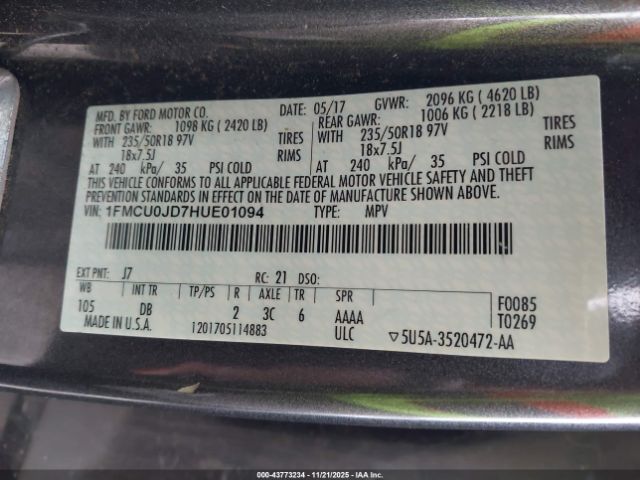 MFD. BY FORD MOTOR CO. DATE: 05/17 GVWR: 2096 KG ( 4620 LB)
FRONT GAWR: 1098 KG ( 2420 LB) REAR GAWR: 1006 KG ( 2218 LB)
WITH 235/50R18 97V TIRES WITH 235/50R18 97V TIRES
18x7.5J RIMS 18x7.5J RIMS
AT 240 kPa/ 35 PSI COLD AT 240 kPa/ 35 PSI COLD
THIS VEHICLE CONFORMS TO ALL APPLICABLE FEDERAL MOTOR VEHICLE SAFETY AND THEFT
PREVENTION STANDARDS IN EFFECT ON THE DATE OF MANUFACTURE SHOWN ABOVE.
VIN: 1FMCU0JD7HUE01094 TYPE: MPV
EXT PNT: J7 RC: 21 DSO:
WB INT TR TP/PS R AXLE TR SPR F0085
105 DB 2 3C 6 AAAA T0269
MADE IN U.S.A. 1201705114883 ULC ▽5U5A-3520472-AA
000-43773234 - 11/21/2025 - IAA Inc.